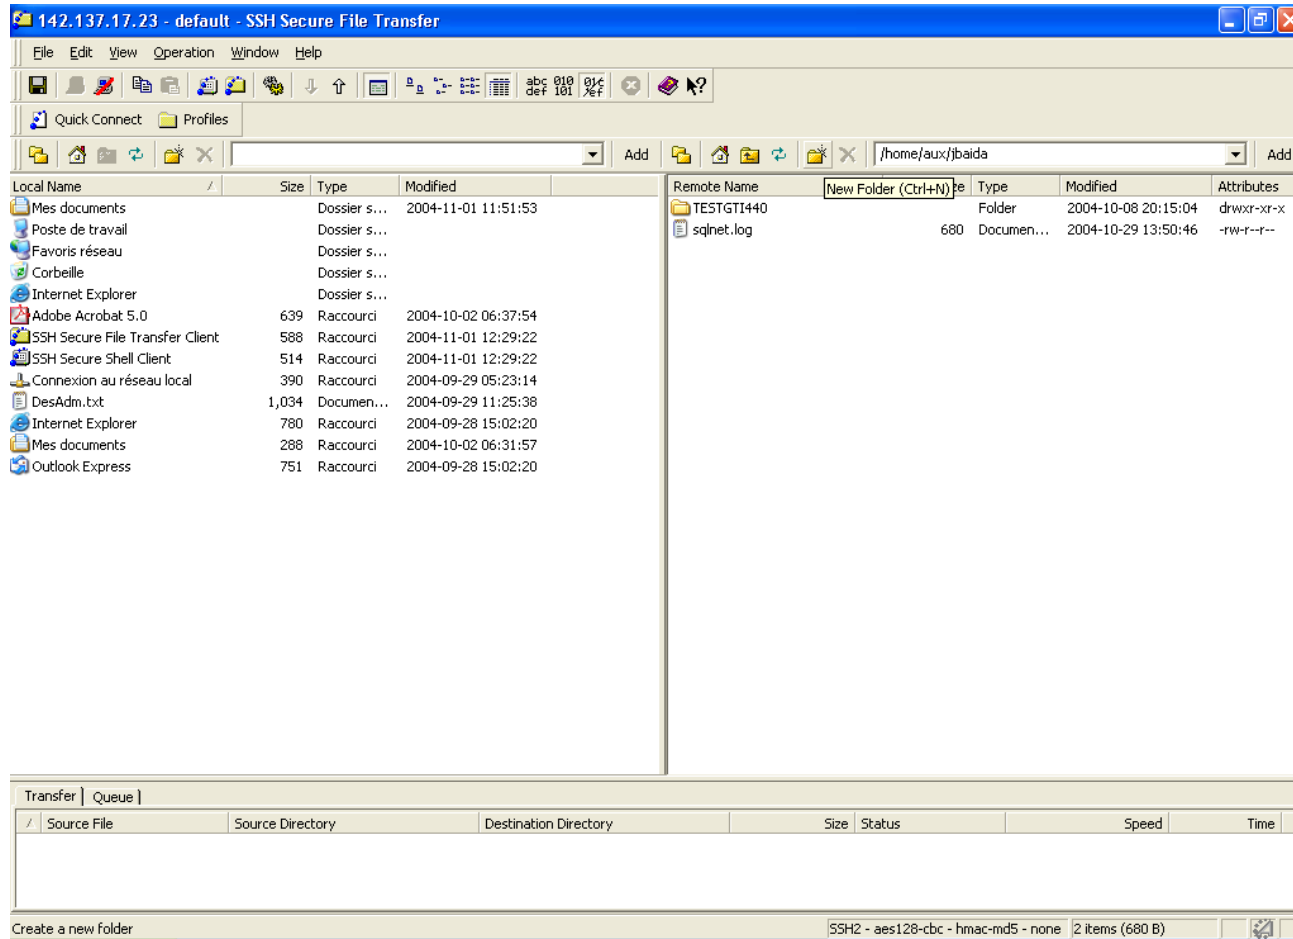 142.137.17.23 - default - SSH Secure File Transfer
File Edit View Operation Window Help
abc def 010 101
Quick Connect Profiles
Add /home/aux/jbaida Add
Local Name / Size Type Modified
Mes documents Dossier s... 2004-11-01 11:51:53
Poste de travail Dossier s...
Favoris réseau Dossier s...
Corbeille Dossier s...
Internet Explorer Dossier s...
Adobe Acrobat 5.0 639 Raccourci 2004-10-02 06:37:54
SSH Secure File Transfer Client 588 Raccourci 2004-11-01 12:29:22
SSH Secure Shell Client 514 Raccourci 2004-11-01 12:29:22
Connexion au réseau local 390 Raccourci 2004-09-29 05:23:14
DesAdm.txt 1,034 Documen... 2004-09-29 11:25:38
Internet Explorer 780 Raccourci 2004-09-28 15:02:20
Mes documents 288 Raccourci 2004-10-02 06:31:57
Outlook Express 751 Raccourci 2004-09-28 15:02:20
Remote Name Type Modified Attributes
New Folder (Ctrl+N)
TESTGTI440 Folder 2004-10-08 20:15:04 drwxr-xr-x
sqlnet.log 680 Documen... 2004-10-29 13:50:46 -rw-r--r--
Transfer Queue
/ Source File Source Directory Destination Directory Size Status Speed Time
Create a new folder SSH2 - aes128-cbc - hmac-md5 - none 2 items (680 B)